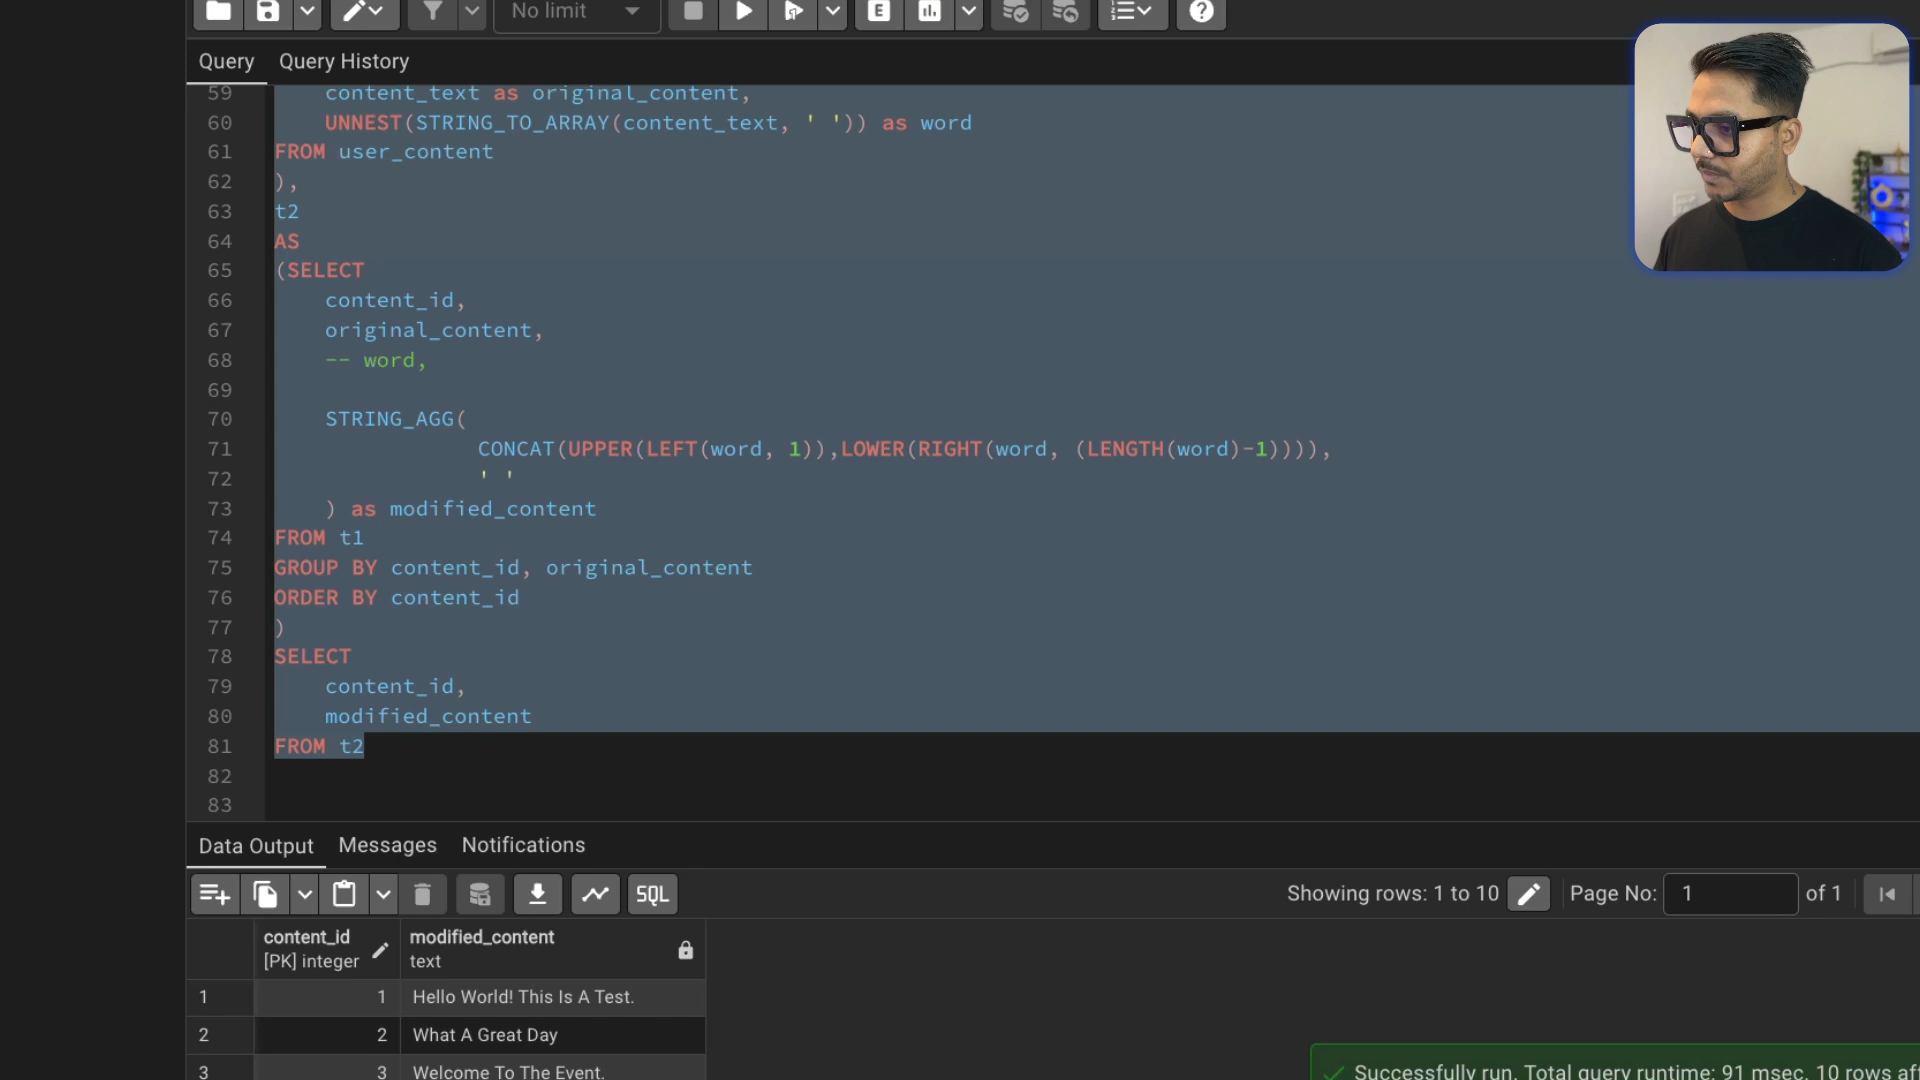 No limit
E
Query Query History
59 content_text as original_content,
60 UNNEST(STRING_TO_ARRAY(content_text, ' ')) as word
61 FROM user_content
62 ),
63 t2
64 AS
65 (SELECT
66 content_id,
67 original_content,
68 -- word,
69
70 STRING_AGG(
71 CONCAT(UPPER(LEFT(word, 1)),LOWER(RIGHT(word, (LENGTH(word)-1)))),
72 ' '
73 ) as modified_content
74 FROM t1
75 GROUP BY content_id, original_content
76 ORDER BY content_id
77 )
78 SELECT
79 content_id,
80 modified_content
81 FROM t2
82
83
Data Output Messages Notifications
SQL Showing rows: 1 to 10 Page No: 1 of 1
content_id modified_content
[PK] integer text
1 1 Hello World! This Is A Test.
2 2 What A Great Day
3 3 Welcome To The Event.
Successfully run. Total query runtime: 91 msec. 10 rows